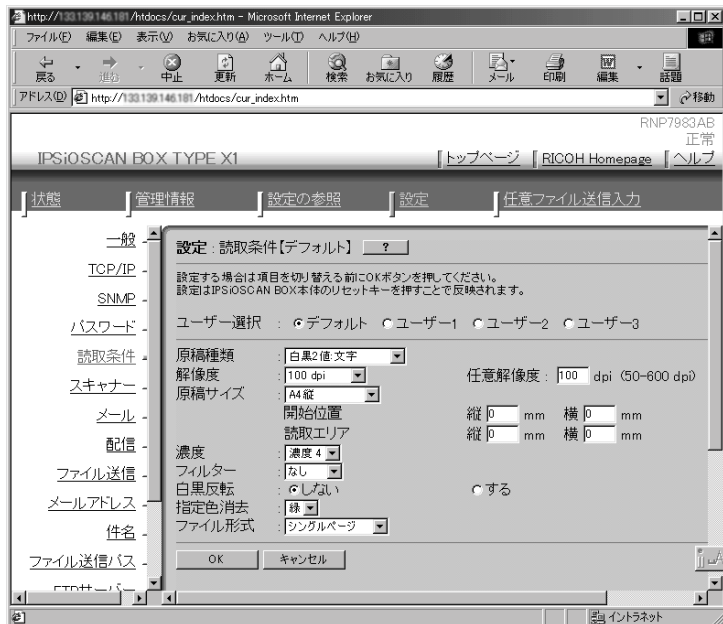 http://133.139.146.181/htdocs/cur_index.htm - Microsoft Internet Explorer
ファイル(F) 編集(E) 表示(V) お気に入り(A) ツール(T) ヘルプ(H)
戻る 進む 中止 更新 ホーム 検索 お気に入り 履歴 メール 印刷 編集 話題
アドレス(D) http://133.139.146.181/htdocs/cur_index.htm 移動
RNP7983AB
正常
IPSiOSCAN BOX TYPE X1 トップページ RICOH Homepage ヘルプ
状態 管理情報 設定の参照 設定 任意ファイル送信入力
一般
TCP/IP
SNMP
パスワード
読取条件
スキャナー
メール
配信
ファイル送信
メールアドレス
件名
ファイル送信パス
FTPサーバー
設定 : 読取条件【デフォルト】 ?
設定する場合は項目を切り替える前にOKボタンを押してください。
設定はIPSiOSCAN BOX本体のリセットキーを押すことで反映されます。
ユーザー選択 : デフォルト ユーザー1 ユーザー2 ユーザー3
原稿種類 : 白黒2値:文字
解像度 : 100 dpi 任意解像度 : 100 dpi (50-600 dpi)
原稿サイズ : A4縦
開始位置 縦 0 mm 横 0 mm
読取エリア 縦 0 mm 横 0 mm
濃度 : 濃度 4
フィルター : なし
白黒反転 : しない する
指定色消去 : 緑
ファイル形式 : シングルページ
OK キャンセル
イントラネット